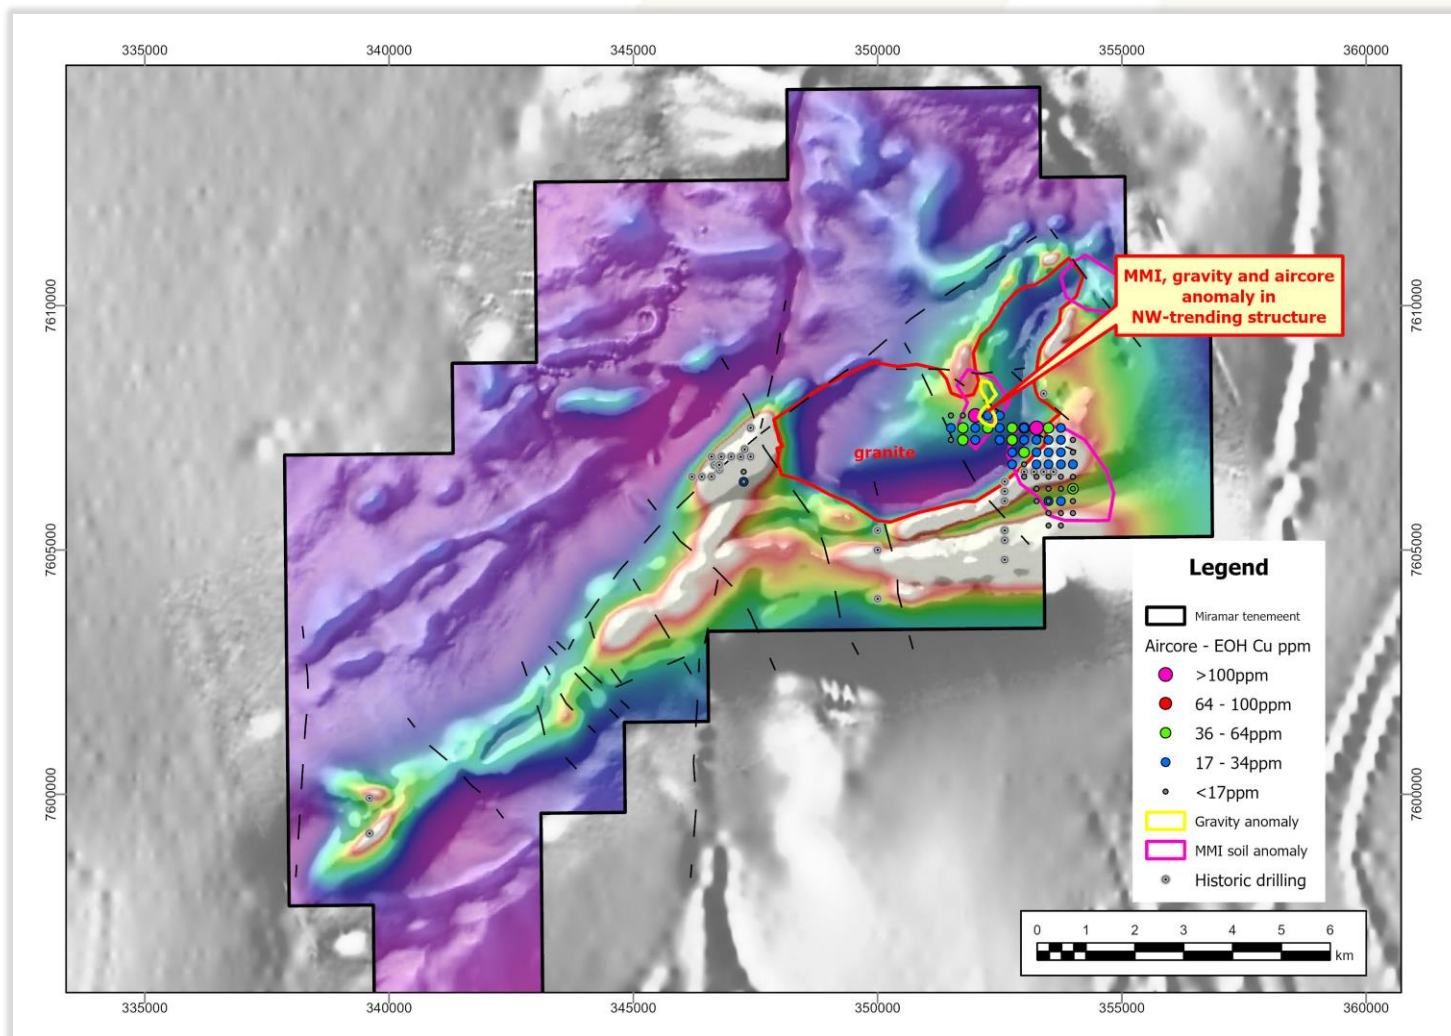 335000
340000
345000
350000
355000
360000
7610000
7610000
MMI, gravity and aircore
anomaly in
NW-trending structure
granite
7605000
7605000
Legend
Miramar tenemeent
Aircore - EOH Cu ppm
>100ppm
64 - 100ppm
36 - 64ppm
17 - 34ppm
<17ppm
Gravity anomaly
MMI soil anomaly
Historic drilling
7600000
7600000
0 1 2 3 4 5 6
km
335000
340000
345000
350000
355000
360000